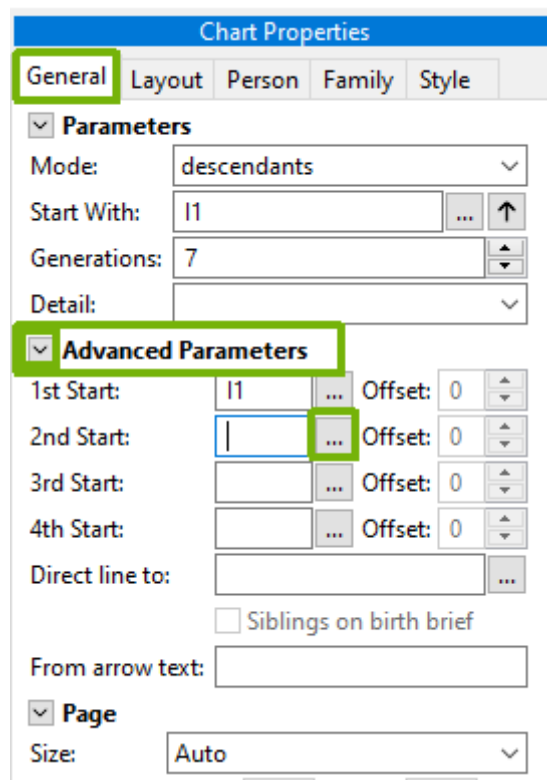 Chart Properties
General Layout Person Family Style
Parameters
Mode: descendants
Start With: I1 ...
Generations: 7
Detail:
Advanced Parameters
1st Start: I1 ... Offset: 0
2nd Start: ... Offset: 0
3rd Start: ... Offset: 0
4th Start: ... Offset: 0
Direct line to: ...
Siblings on birth brief
From arrow text:
Page
Size: Auto